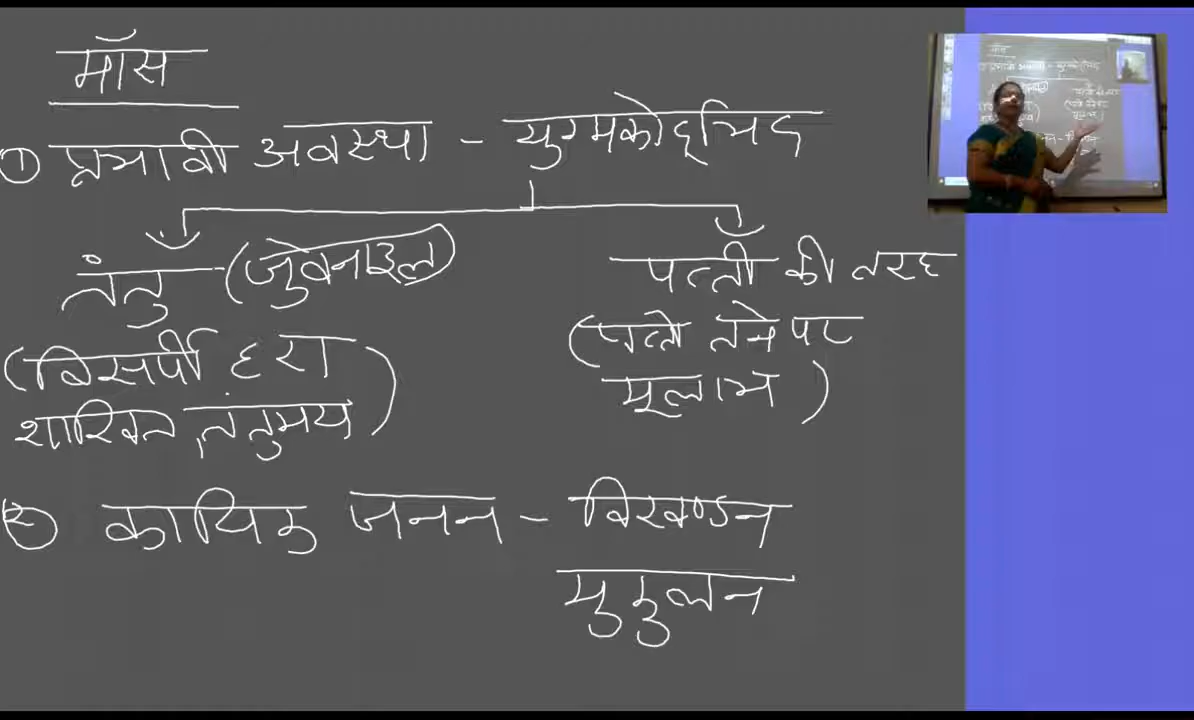 मॉस
① प्रभावी अवस्था - युग्मकोद्भिद
तंतु (जुवेनाइल)
पत्ती की तरह
(विसर्पी हरा
शाखित तंतुमय)
(पत्ते तने पर
मूलाभ)
② कायिक जनन - विखण्डन
मुकुलन